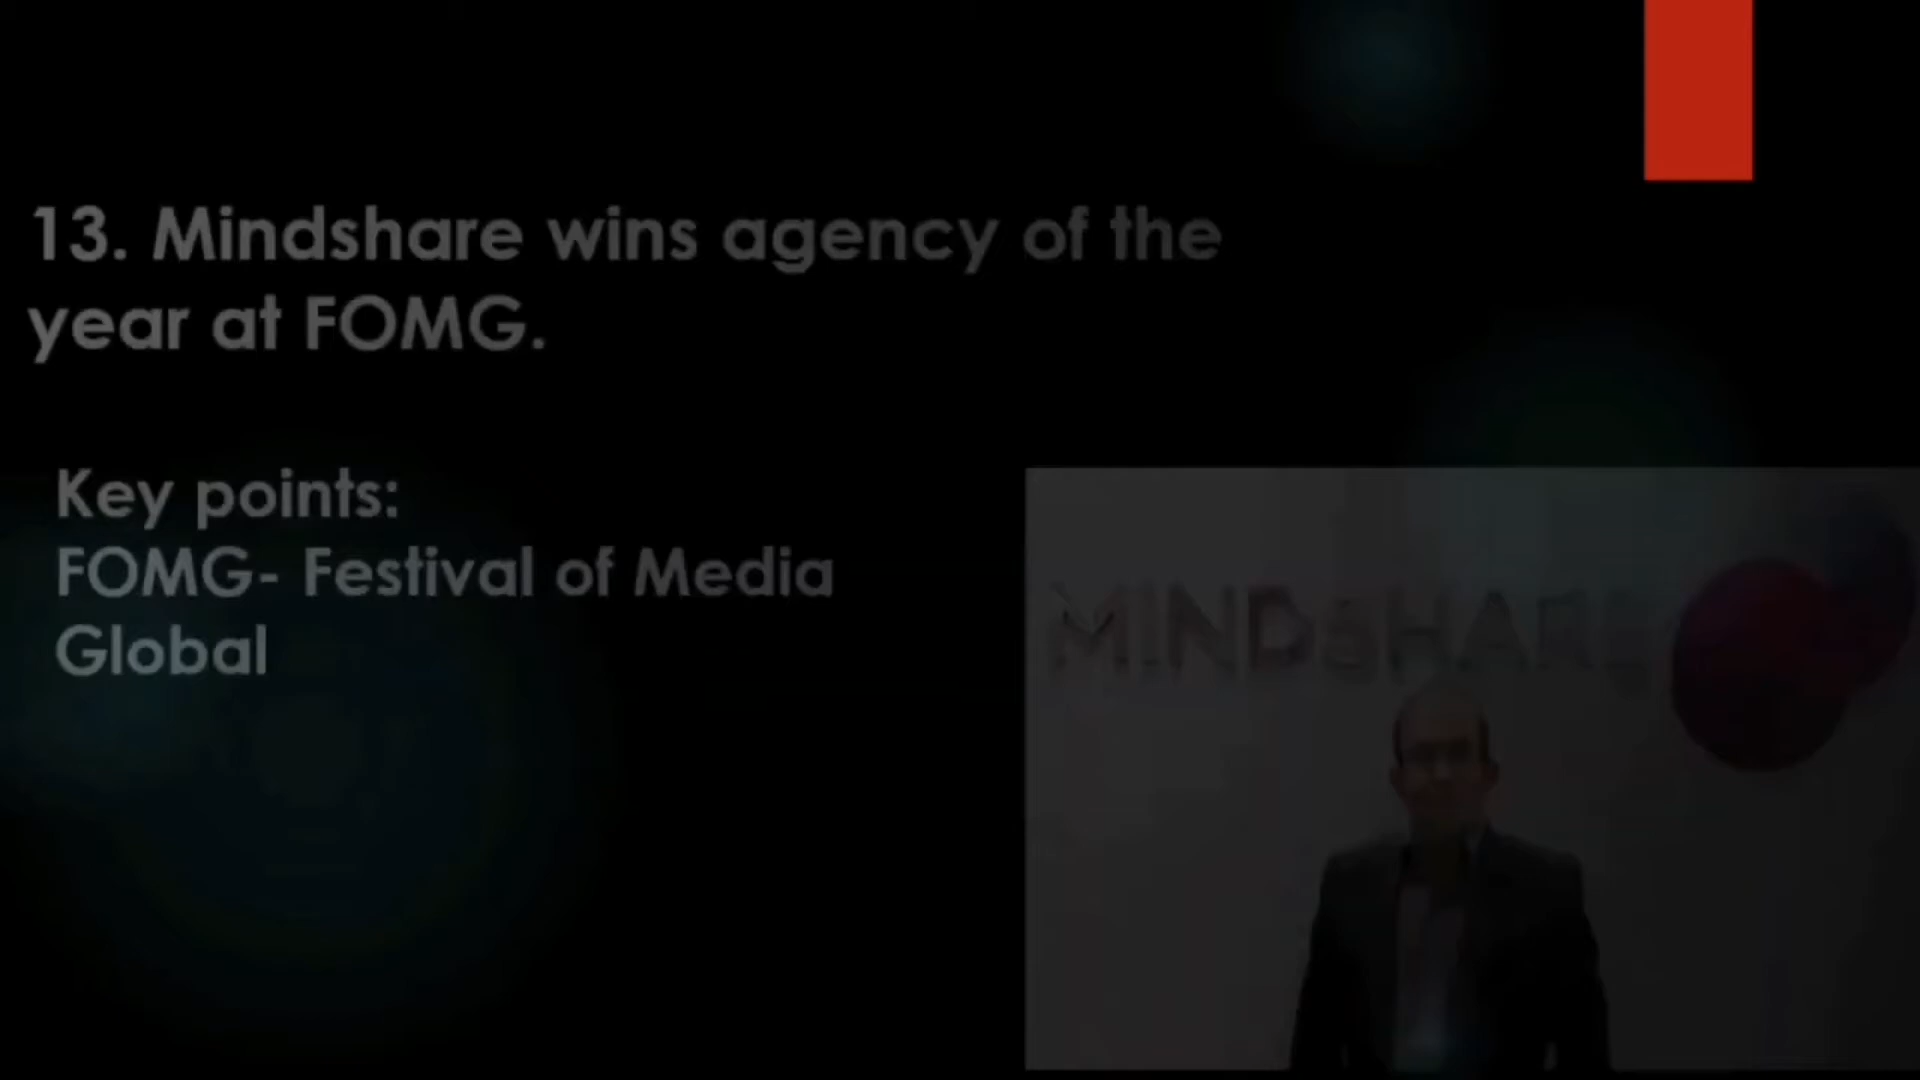 13. Mindshare wins agency of the
year at FOMG.
Key points:
FOMG- Festival of Media
Global
MINDSHARE